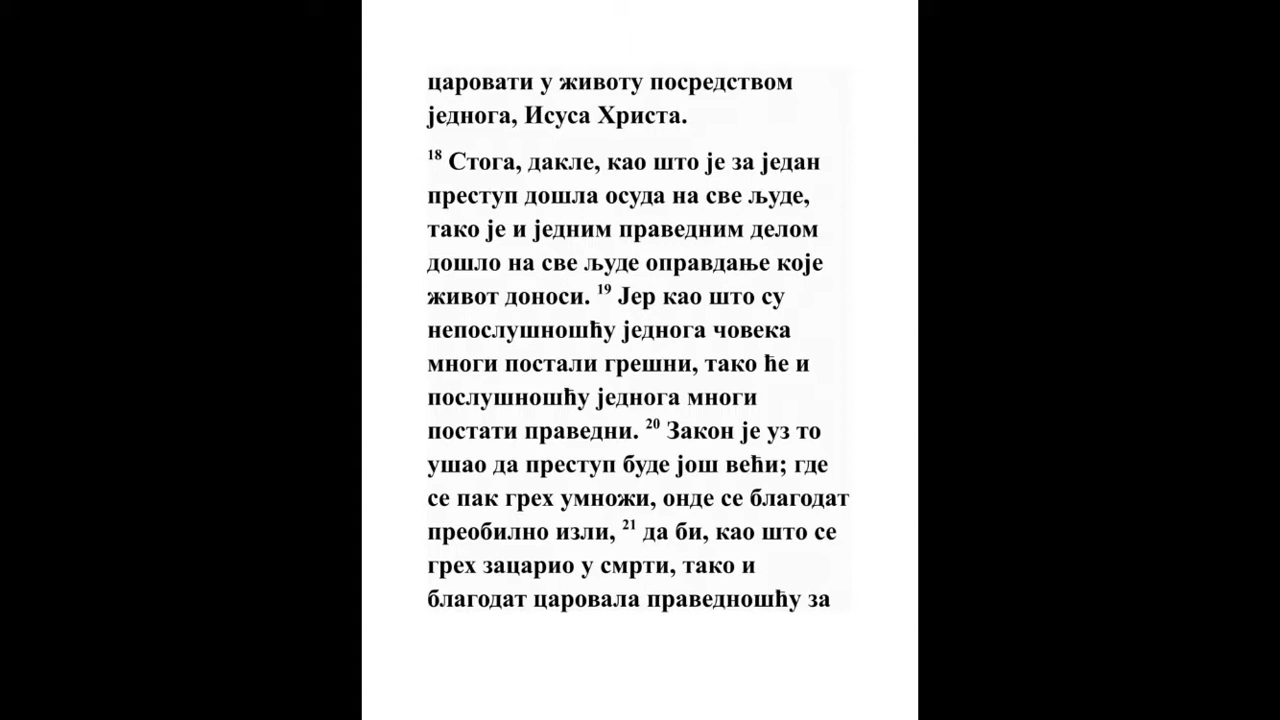 царовати у животу посредством
једнога, Исуса Христа.
18 Стога, дакле, као што је за један
преступ дошла осуда на све људе,
тако је и једним праведним делом
дошло на све људе оправдање које
живот доноси. 19 Јер као што су
непослушношћу једнога човека
многи постали грешни, тако ће и
послушношћу једнога многи
постати праведни. 20 Закон је уз то
ушао да преступ буде још већи; где
се пак грех умножи, онде се благодат
преобилно изли, 21 да би, као што се
грех зацарио у смрти, тако и
благодат царовала праведношћу за